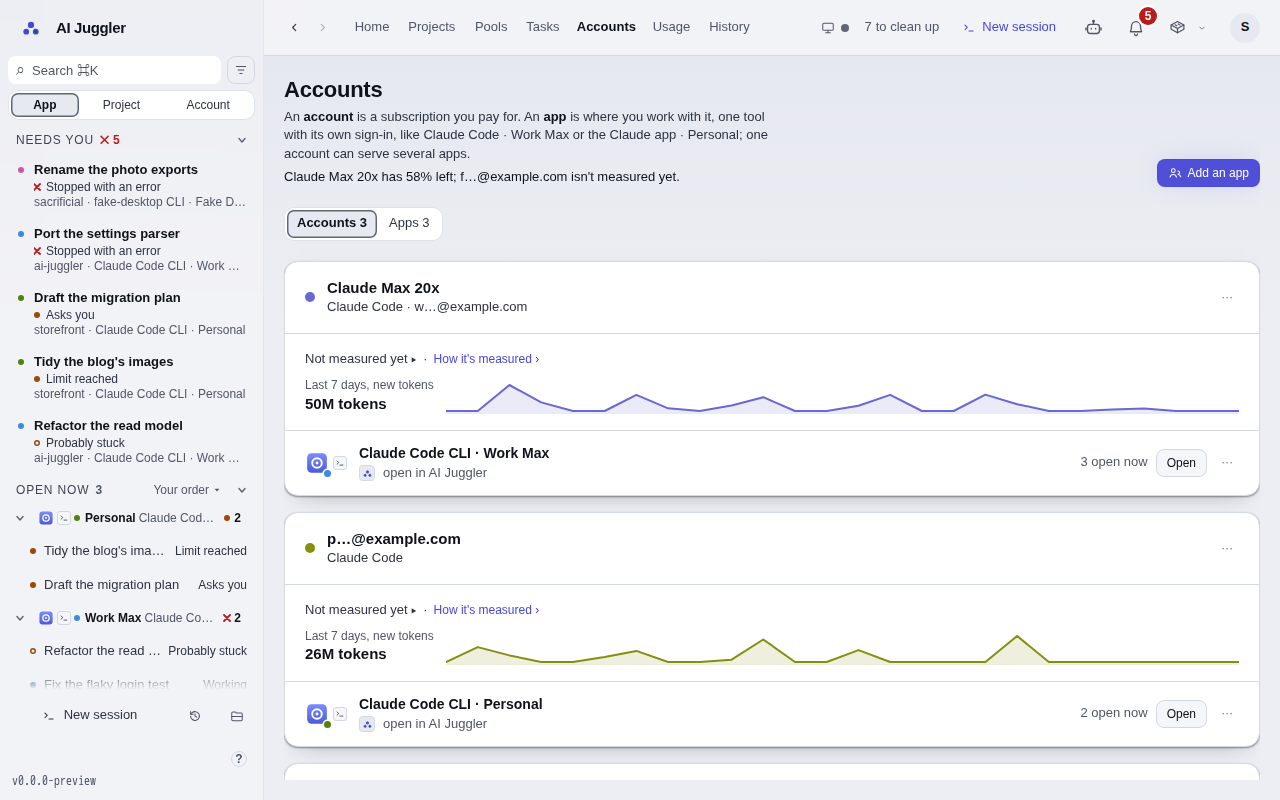 AI Juggler
Search ⌘K
App Project Account
NEEDS YOU 5
Rename the photo exports
Stopped with an error
sacrificial · fake-desktop CLI · Fake D…
Port the settings parser
Stopped with an error
ai-juggler · Claude Code CLI · Work …
Draft the migration plan
Asks you
storefront · Claude Code CLI · Personal
Tidy the blog's images
Limit reached
storefront · Claude Code CLI · Personal
Refactor the read model
Probably stuck
ai-juggler · Claude Code CLI · Work …
OPEN NOW 3 Your order
Personal Claude Cod… 2
Tidy the blog's ima… Limit reached
Draft the migration plan Asks you
Work Max Claude Co… 2
Refactor the read … Probably stuck
Fix the flaky login test Working
New session
?
v0.0.0-preview
Home Projects Pools Tasks Accounts Usage History
7 to clean up New session 5 S
Accounts
An account is a subscription you pay for. An app is where you work with it, one tool
with its own sign-in, like Claude Code · Work Max or the Claude app · Personal; one
account can serve several apps.
Claude Max 20x has 58% left; f…@example.com isn't measured yet.
Add an app
Accounts 3 Apps 3
Claude Max 20x
Claude Code · w…@example.com
Not measured yet ▸ · How it's measured ›
Last 7 days, new tokens
50M tokens
Claude Code CLI · Work Max
open in AI Juggler
3 open now Open
p…@example.com
Claude Code
Not measured yet ▸ · How it's measured ›
Last 7 days, new tokens
26M tokens
Claude Code CLI · Personal
open in AI Juggler
2 open now Open